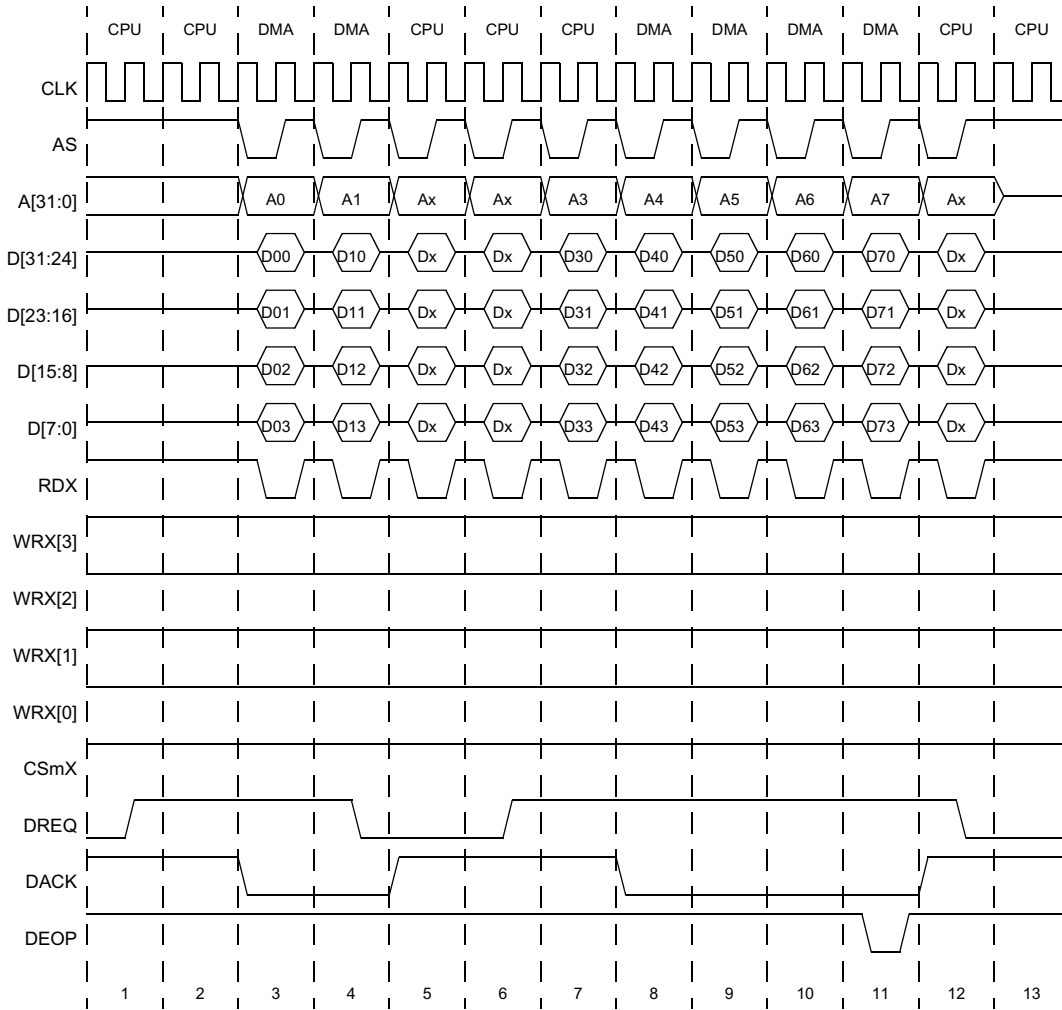 CPU CPU DMA DMA CPU CPU CPU DMA DMA DMA DMA CPU CPU
CLK
AS
A[31:0] A0 A1 Ax Ax A3 A4 A5 A6 A7 Ax
D[31:24] D00 D10 Dx Dx D30 D40 D50 D60 D70 Dx
D[23:16] D01 D11 Dx Dx D31 D41 D51 D61 D71 Dx
D[15:8] D02 D12 Dx Dx D32 D42 D52 D62 D72 Dx
D[7:0] D03 D13 Dx Dx D33 D43 D53 D63 D73 Dx
RDX
WRX[3]
WRX[2]
WRX[1]
WRX[0]
CSmX
DREQ
DACK
DEOP
1 2 3 4 5 6 7 8 9 10 11 12 13